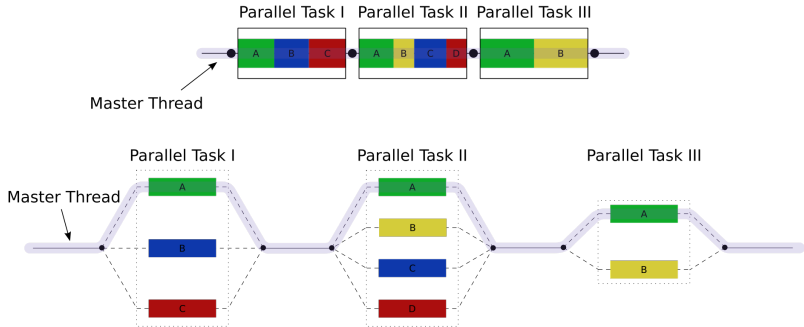 Parallel Task I Parallel Task II Parallel Task III
A B C A B C D A B
Master Thread
Parallel Task I Parallel Task II Parallel Task III
A A
Master Thread
A
B
B
C
B
C D